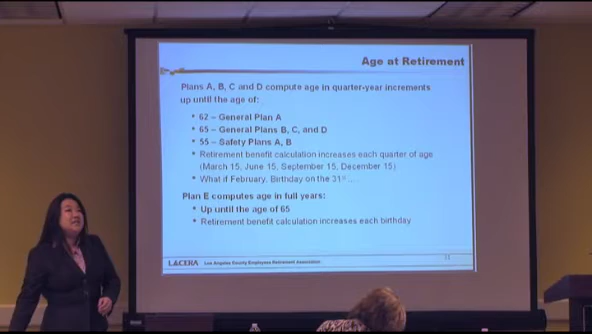 Age at Retirement
Plans A, B, C and D compute age in quarter-year increments
up until the age of:
• 62 – General Plan A
• 65 – General Plans B, C, and D
• 55 – Safety Plans A, B
• Retirement benefit calculation increases each quarter of age
(March 15, June 15, September 15, December 15)
• What if February, Birthday on the 31st ....
Plan E computes age in full years:
• Up until the age of 65
• Retirement benefit calculation increases each birthday
LACERA Los Angeles County Employees Retirement Association